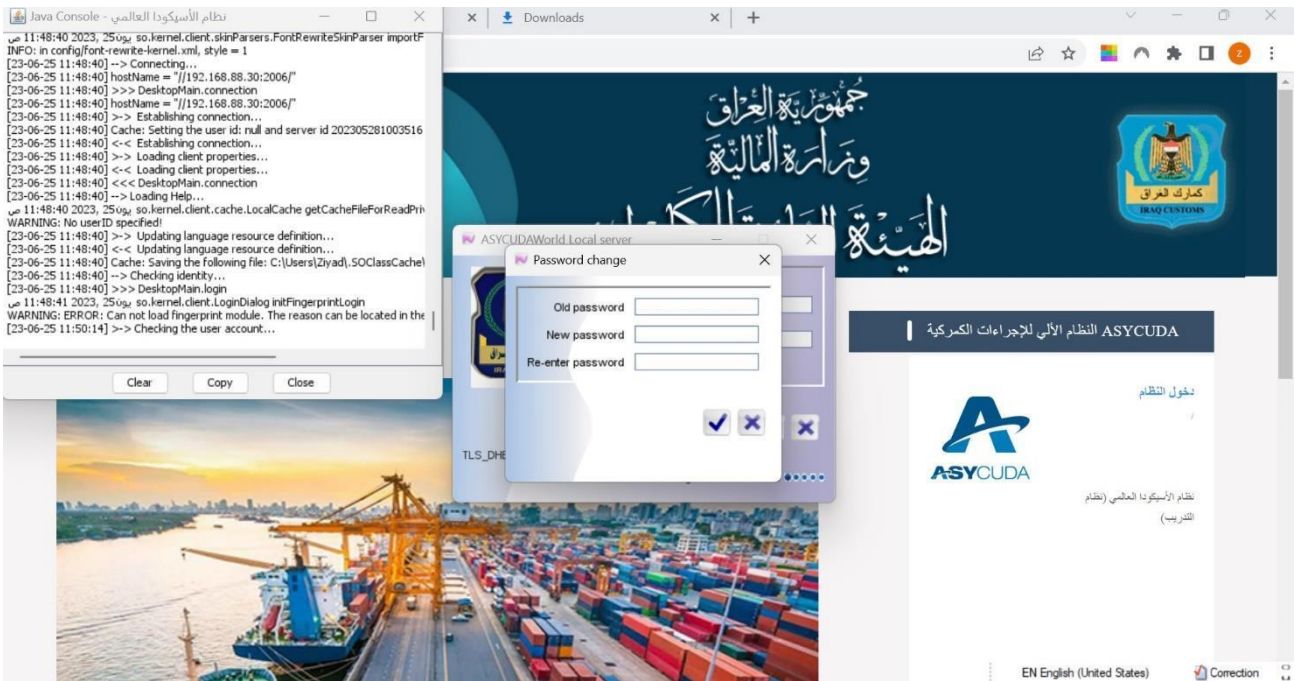 Java Console - نظام الأسيكودا العالمي
ص 11:48:40 2023, 25يون so.kernel.client.skinParsers.FontRewriteSkinParser importF
INFO: in config/font-rewrite-kernel.xml, style = 1
[23-06-25 11:48:40] --> Connecting...
[23-06-25 11:48:40] hostName = "//192.168.88.30:2006/"
[23-06-25 11:48:40] >>> DesktopMain.connection
[23-06-25 11:48:40] hostName = "//192.168.88.30:2006/"
[23-06-25 11:48:40] >-> Establishing connection...
[23-06-25 11:48:40] Cache: Setting the user id: null and server id 202305281003516
[23-06-25 11:48:40] <-< Establishing connection...
[23-06-25 11:48:40] >-> Loading client properties...
[23-06-25 11:48:40] <-< Loading client properties...
[23-06-25 11:48:40] <<< DesktopMain.connection
[23-06-25 11:48:40] --> Loading Help...
ص 11:48:40 2023, 25يون so.kernel.client.cache.LocalCache getCacheFileForReadPriv
WARNING: No userID specified!
[23-06-25 11:48:40] >-> Updating language resource definition...
[23-06-25 11:48:40] <-< Updating language resource definition...
[23-06-25 11:48:40] Cache: Saving the following file: C:\Users\Ziyad\.SOClassCache\
[23-06-25 11:48:40] --> Checking identity...
[23-06-25 11:48:40] >>> DesktopMain.login
ص 11:48:41 2023, 25يون so.kernel.client.LoginDialog initFingerprintLogin
WARNING: ERROR: Can not load fingerprint module. The reason can be located in the
[23-06-25 11:50:14] >-> Checking the user account...
Clear Copy Close
Downloads
Z
جمهورية العراق
وزارة المالية
الهيئة العامة للكمارك
كمارك العراق
IRAQ CUSTOMS
ASYCUDAWorld Local server
Password change
Old password
New password
Re-enter password
TLS_DHE
ASYCUDA النظام الألي للإجراءات الكمركية
دخول النظام
/
ASYCUDA
نظام الأسيكودا العالمي (نظام
التدريب)
EN English (United States) Correction